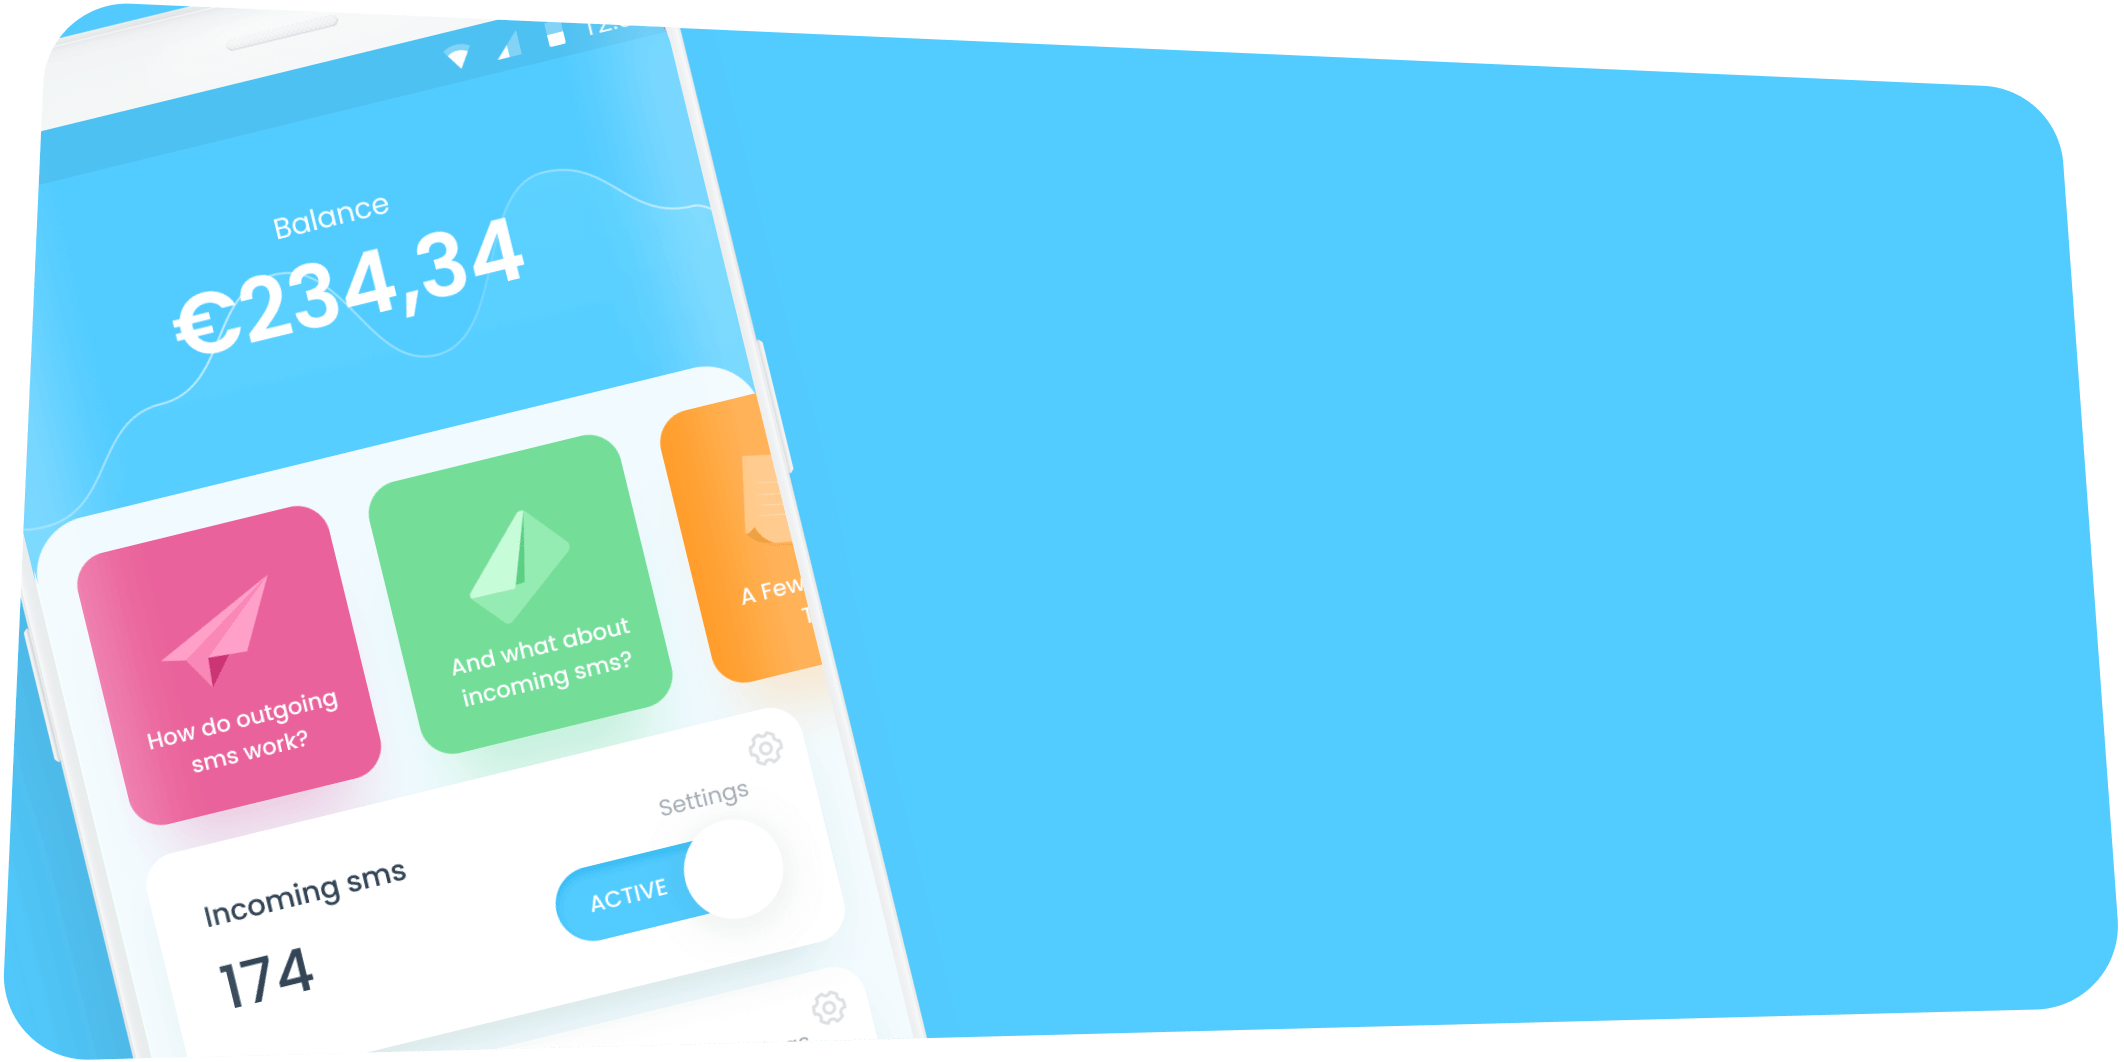 Balance
€234,34
How do outgoing
sms work?
And what about
incoming sms?
A Few
Settings
Incoming sms
ACTIVE
174